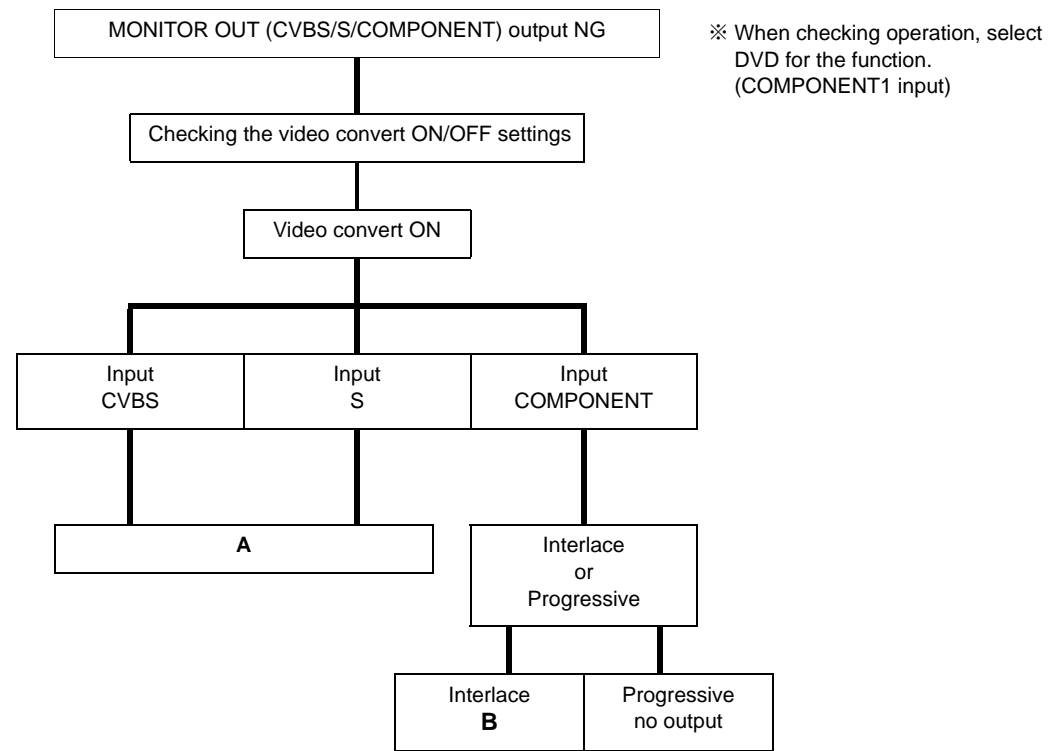 MONITOR OUT (CVBS/S/COMPONENT) output NG
※ When checking operation, select
DVD for the function.
(COMPONENT1 input)
Checking the video convert ON/OFF settings
Video convert ON
Input
CVBS
Input
S
Input
COMPONENT
A
Interlace
or
Progressive
Interlace
B
Progressive
no output